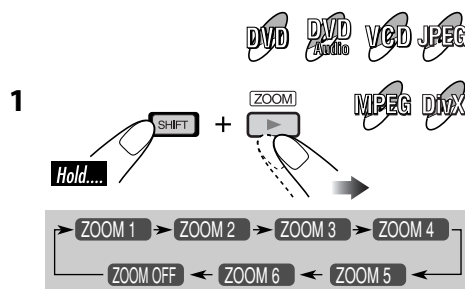 DVD DVD Audio VCD JPEG
MPEG DivX
1
ZOOM
SHIFT +
Hold....
ZOOM 1 ZOOM 2 ZOOM 3 ZOOM 4
ZOOM OFF ZOOM 6 ZOOM 5